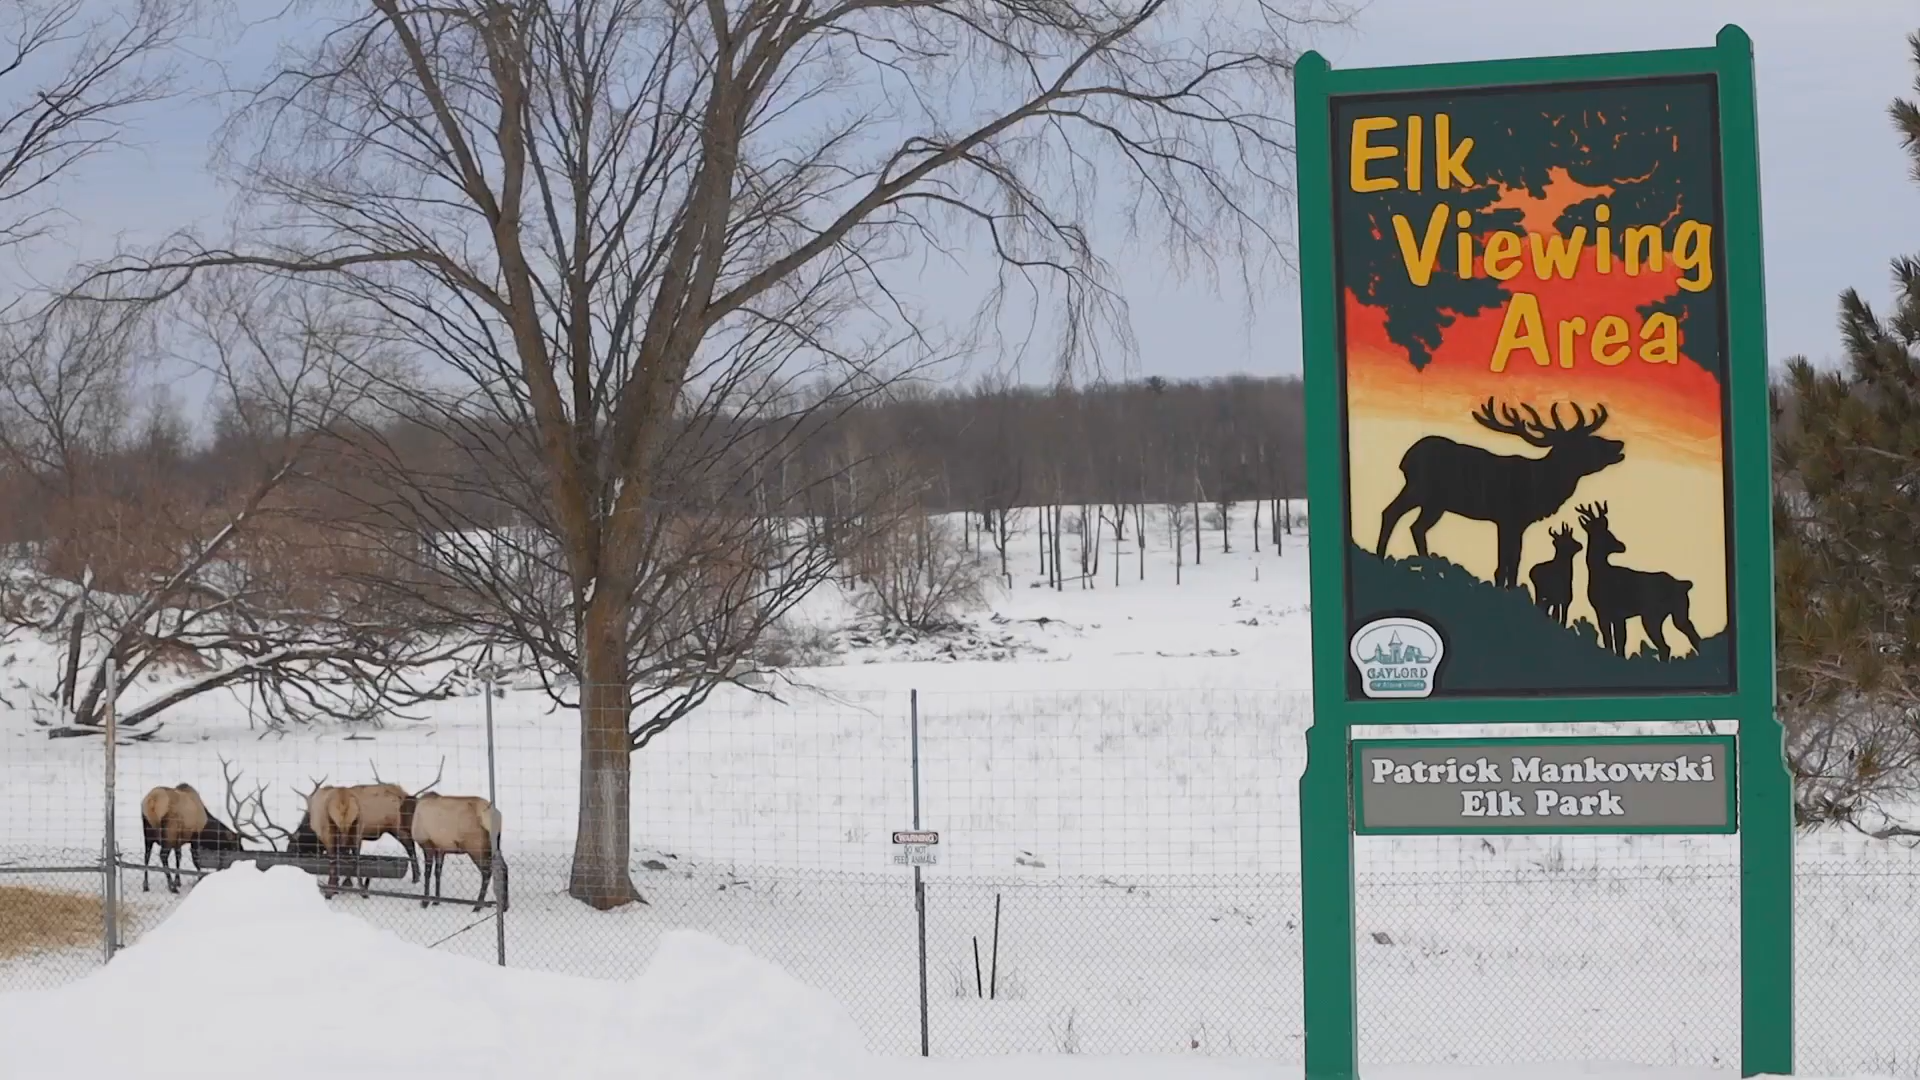 Elk
Viewing
Area
GAYLORD
Patrick Mankowski
Elk Park
WARNING
DO NOT
FEED ANIMALS